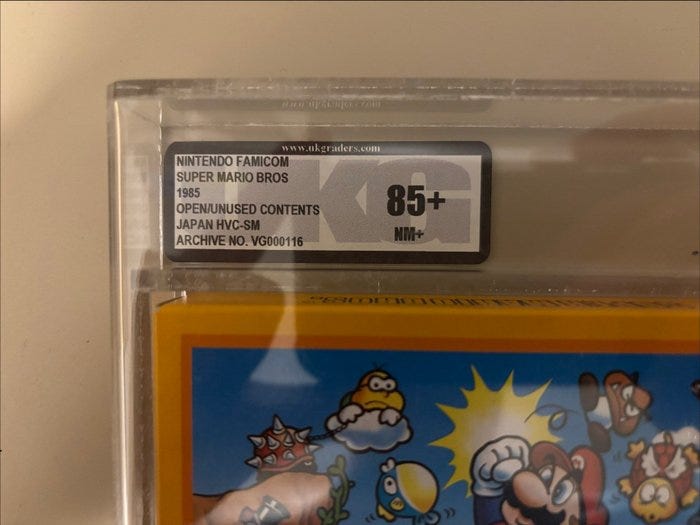 www.ukgraders.com
NINTENDO FAMICOM
SUPER MARIO BROS
1985
OPEN/UNUSED CONTENTS
JAPAN HVC-SM
ARCHIVE NO. VG000116
UKG
85+
NM+